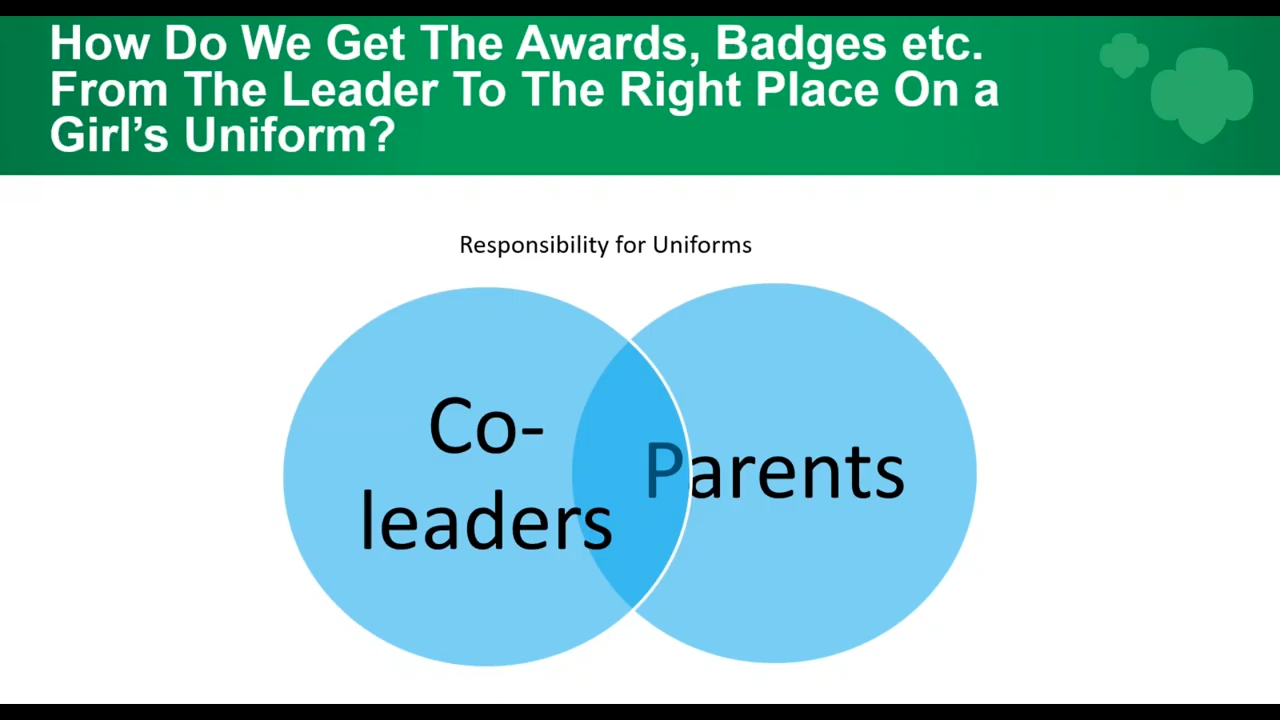 How Do We Get The Awards, Badges etc.
From The Leader To The Right Place On a
Girl’s Uniform?
Responsibility for Uniforms
Co-
leaders
Parents